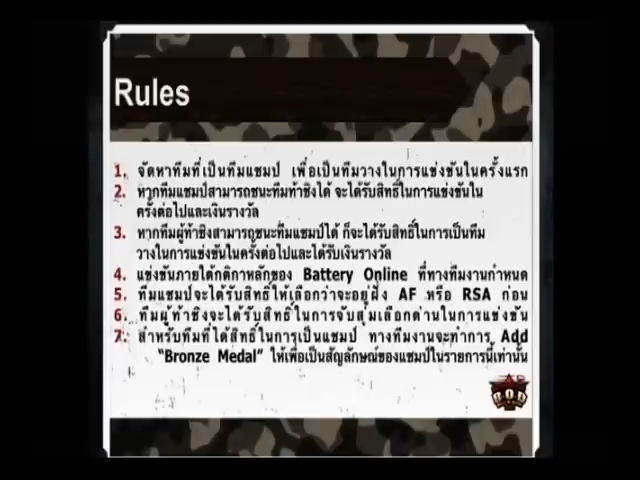 Rules
1. จัดหาทีมที่เป็นทีมแชมป์ เพื่อเป็นทีมวางในการแข่งขันในครั้งแรก
2. หากทีมแชมป์สามารถชนะทีมท้าชิงได้ จะได้รับสิทธิ์ในการแข่งขันใน
ครั้งต่อไปและเงินรางวัล
3. หากทีมผู้ท้าชิงสามารถชนะทีมแชมป์ได้ ก็จะได้รับสิทธิ์ในการเป็นทีม
วางในการแข่งขันในครั้งต่อไปและได้รับเงินรางวัล
4. แข่งขันภายใต้กติกาหลักของ Battery Online ที่ทางทีมงานกำหนด
5. ทีมแชมป์จะได้รับสิทธิ์ให้เลือกว่าจะอยู่ฝั่ง AF หรือ RSA ก่อน
6. ทีมผู้ท้าชิงจะได้รับสิทธิ์ในการจับสุ่มเลือกด่านในการแข่งขัน
7. สำหรับทีมที่ได้สิทธิ์ในการเป็นแชมป์ ทางทีมงานจะทำการ Add
"Bronze Medal" ให้เพื่อเป็นสัญลักษณ์ของแชมป์ในรายการนี้เท่านั้น